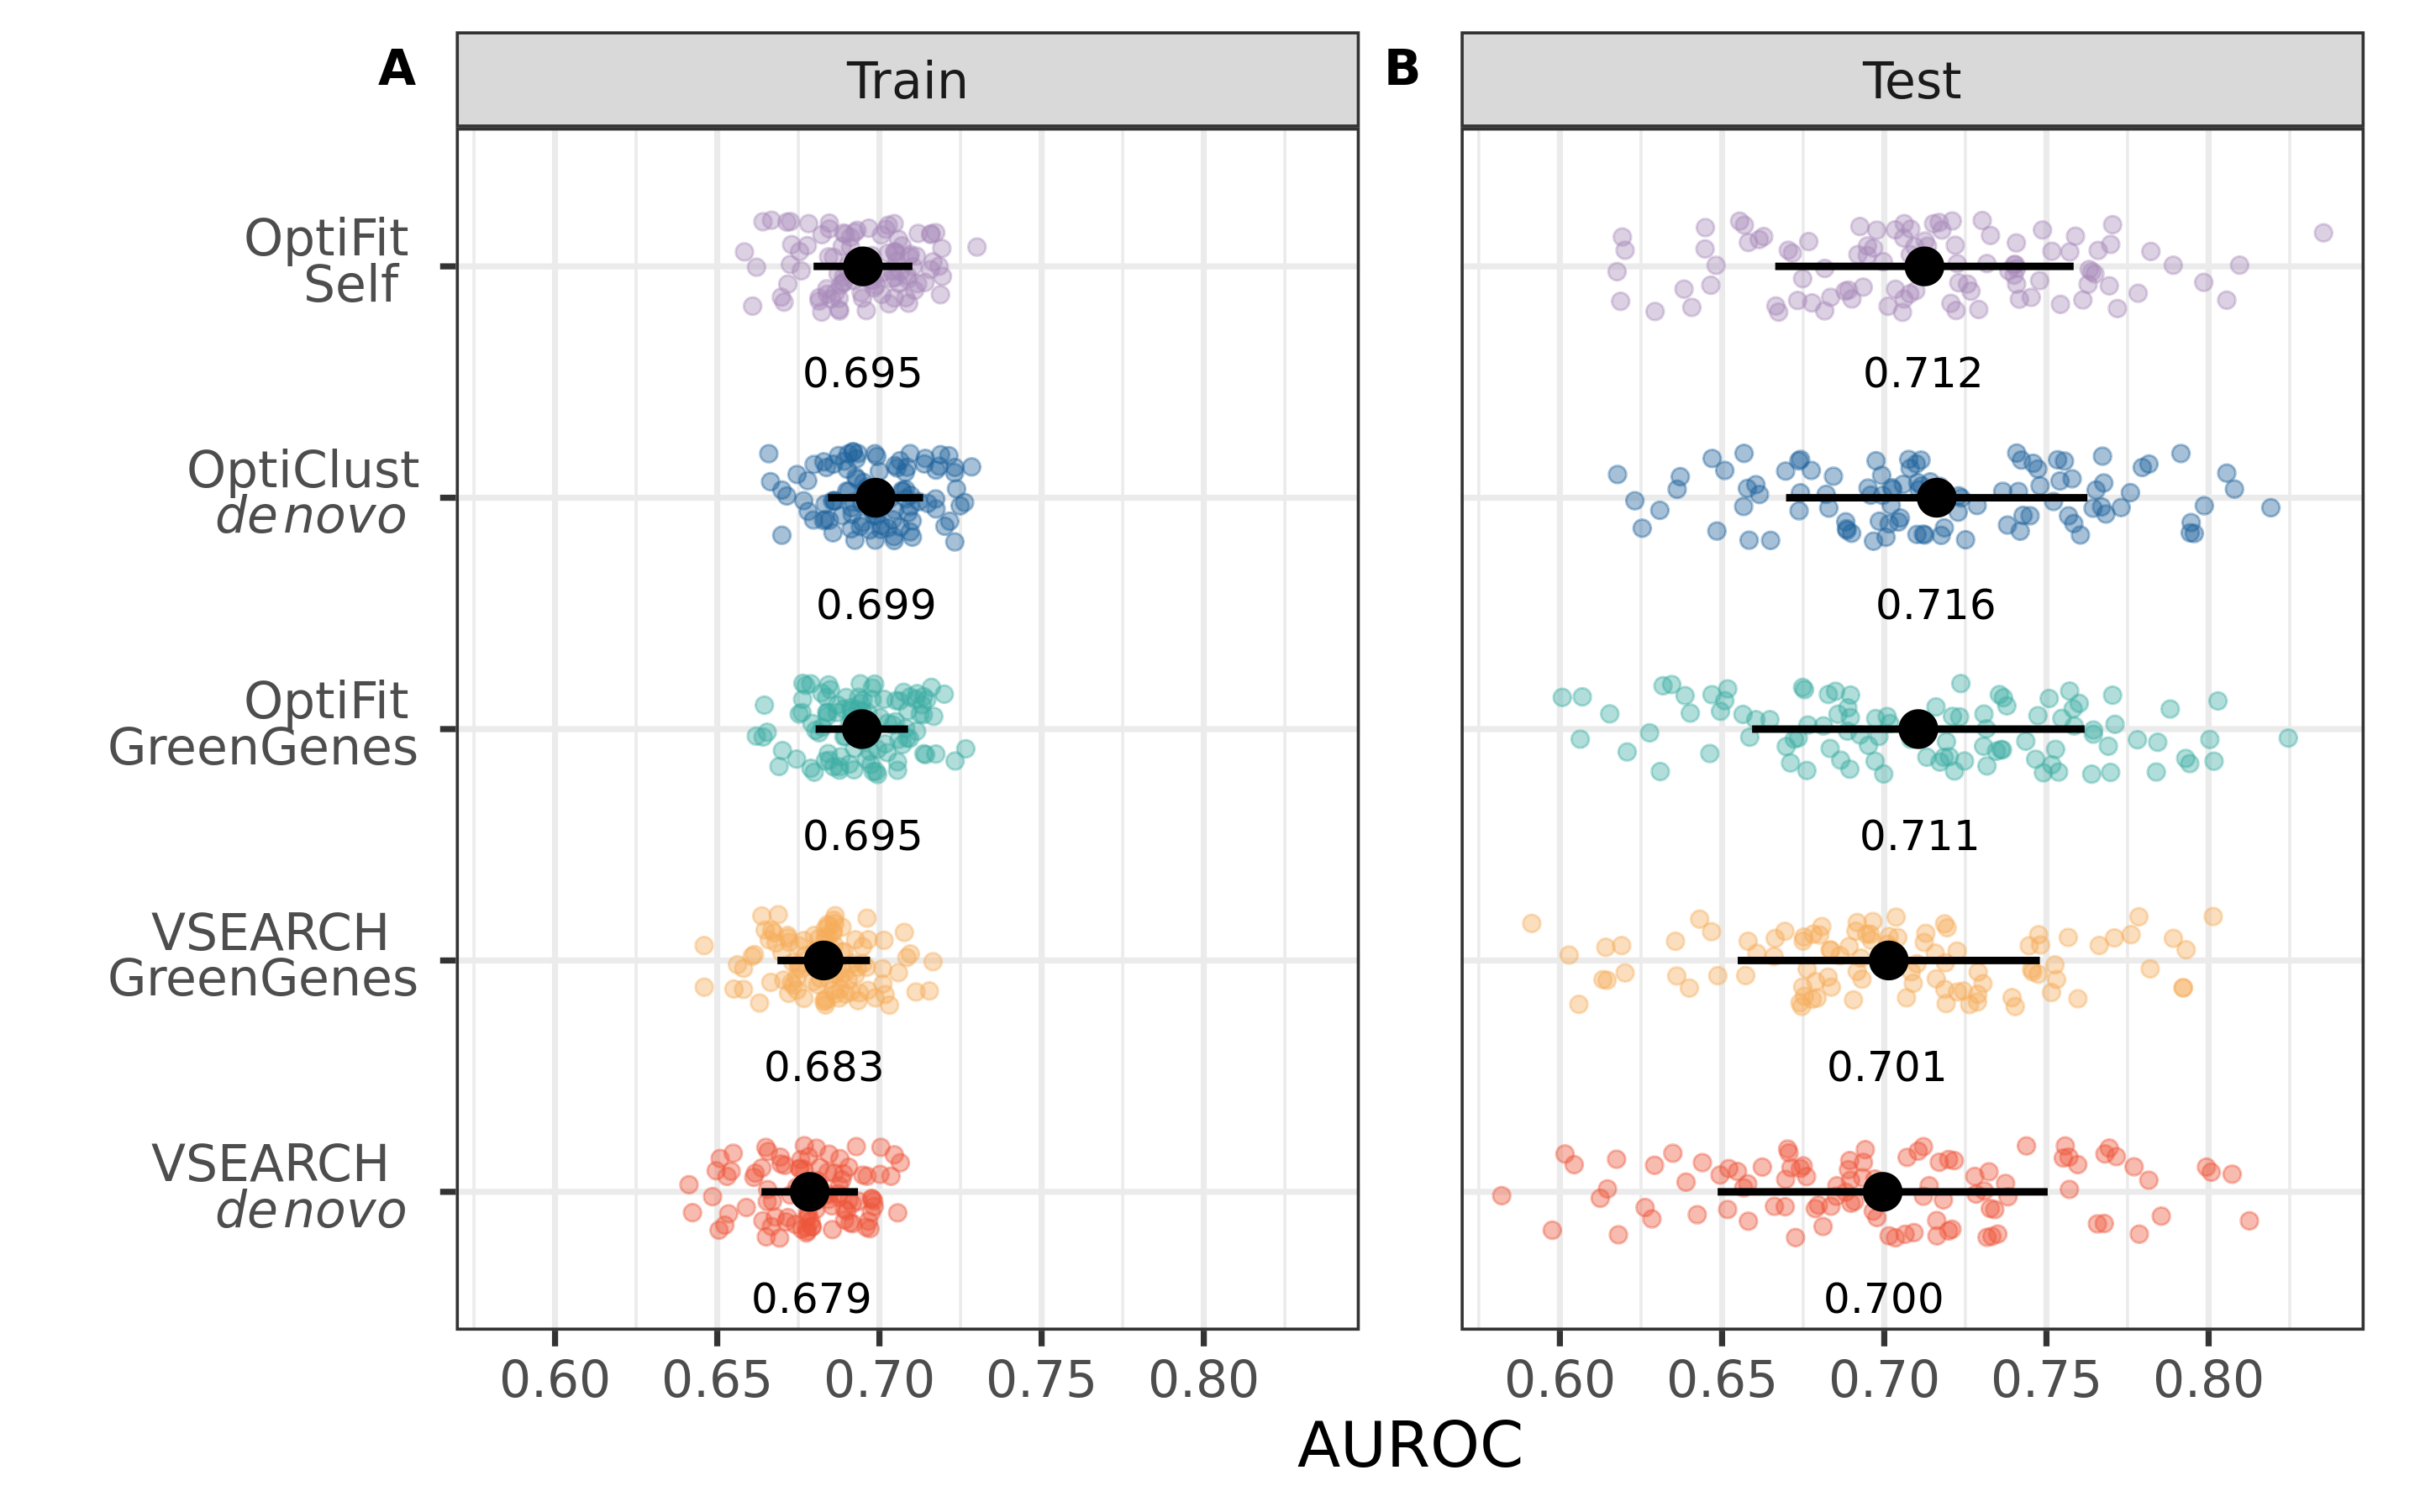 A
Train
B
Test
OptiFit
Self
0.695
0.712
OptiClust
de novo
0.699
0.716
OptiFit
GreenGenes
0.695
0.711
VSEARCH
GreenGenes
0.683
0.701
VSEARCH
de novo
0.679
0.700
0.60 0.65 0.70 0.75 0.80
0.60 0.65 0.70 0.75 0.80
AUROC